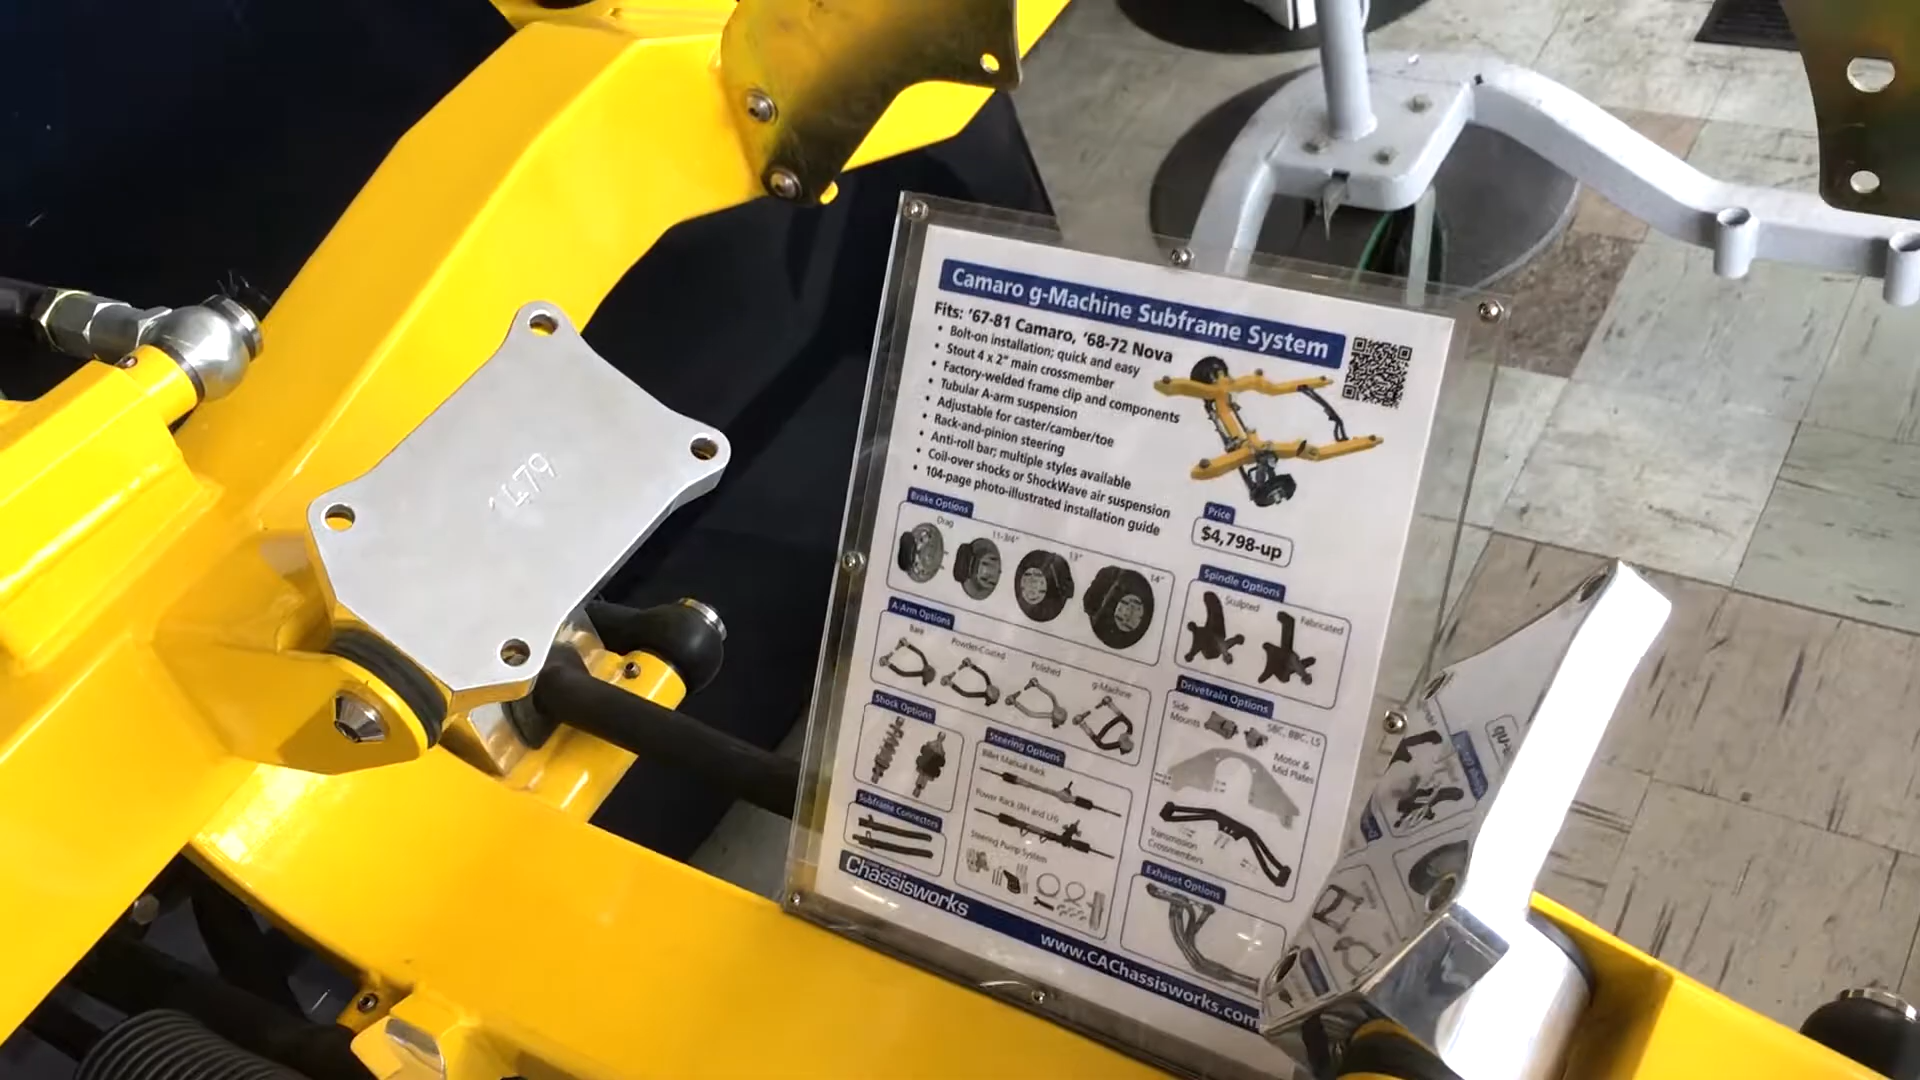 1479
Camaro g-Machine Subframe System
Fits: '67-81 Camaro, '68-72 Nova
• Bolt-on installation; quick and easy
• Stout 4 x 2" main crossmember
• Factory-welded frame clip and components
• Tubular A-arm suspension
• Adjustable for caster/camber/toe
• Rack-and-pinion steering
• Anti-roll bar; multiple styles available
• Coil-over shocks or ShockWave air suspension
• 104-page photo-illustrated installation guide
Price
$4,798-up
Brake Options
Drag
11-3/4"
13"
14"
Spindle Options
Sculpted
Fabricated
A-Arm Options
Bare
Powder-Coated
Polished
g-Machine
Drivetrain Options
Side
Mounts
SBC, BBC, LS
Motor &
Mid Plates
Transmission
Crossmembers
Shock Options
Steering Options
Billet Manual Rack
Power Rack (RH and LH)
Steering Pump System
Subframe Connectors
Exhaust Options
Chassisworks
www.CAChassisworks.com